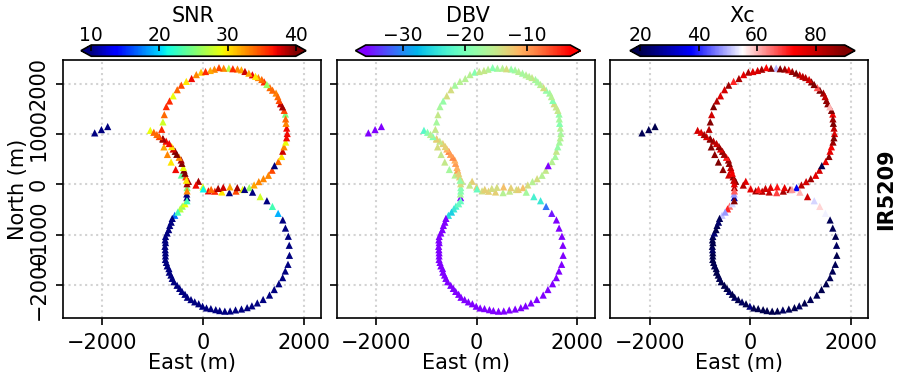 SNR DBV Xc
10 20 30 40 −30 −20 −10 20 40 60 80
North (m)
2000
1000
0
−1000
−2000
IR5209
−2000 0 2000 −2000 0 2000 −2000 0 2000
East (m) East (m) East (m)